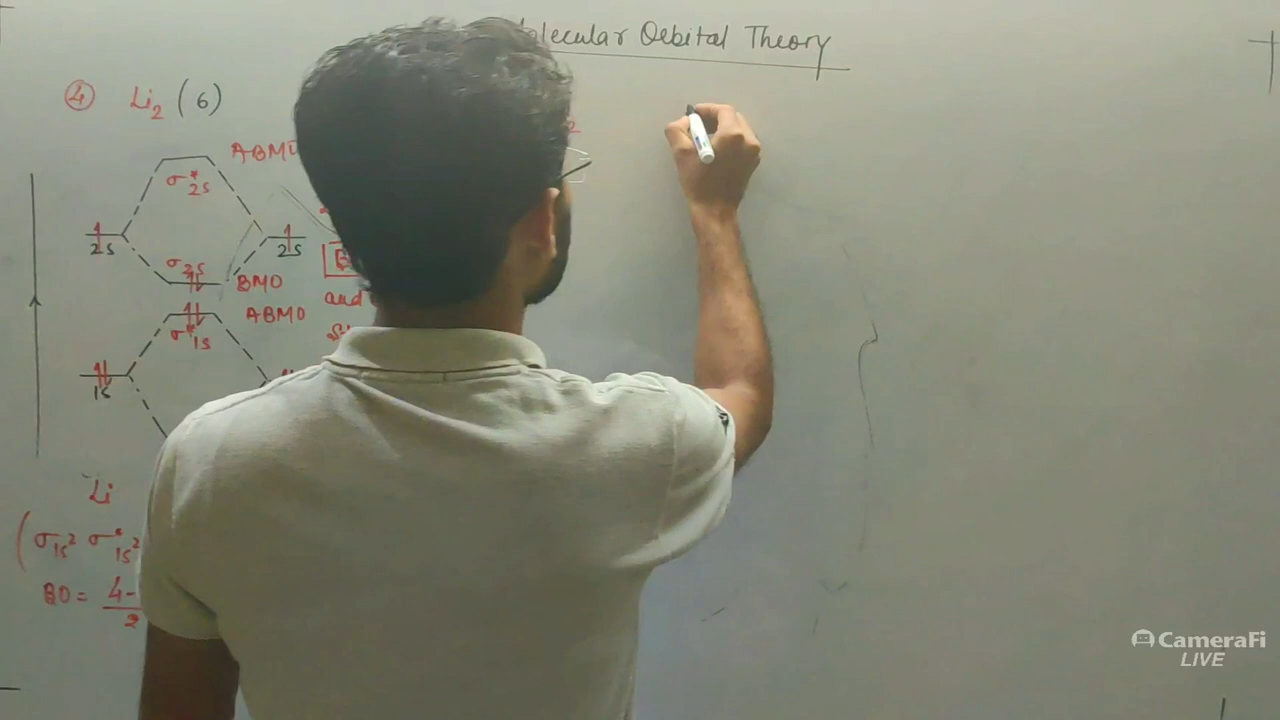 Orbital Theory
④ Li₂ (6)
ABMO
σ*2s
2s
2s
σ2s
BMO
and
ABMO
σ*1s
1s
Li
(σ1s² σ*1s²
BO = 4-
2
CameraFi
LIVE